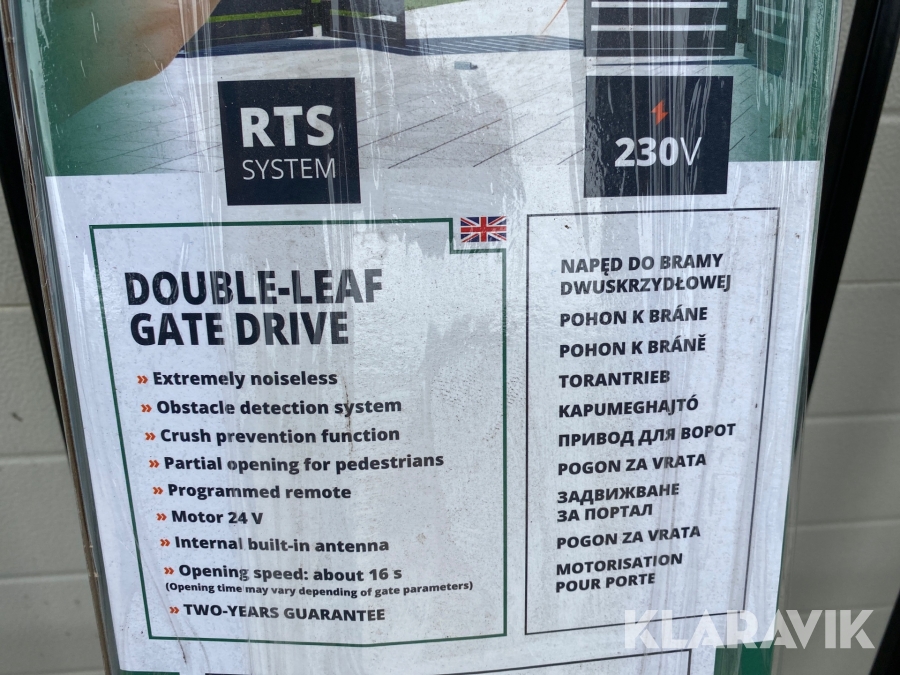 RTS
SYSTEM
230V
DOUBLE-LEAF
GATE DRIVE
» Extremely noiseless
» Obstacle detection system
» Crush prevention function
» Partial opening for pedestrians
» Programmed remote
» Motor 24 V
» Internal built-in antenna
» Opening speed: about 16 s
(Opening time may vary depending of gate parameters)
» TWO-YEARS GUARANTEE
NAPĘD DO BRAMY
DWUSKRZYDŁOWEJ
POHON K BRÁNE
POHON K BRÁNĚ
TORANTRIEB
KAPUMEGHAJTÓ
ПРИВОД ДЛЯ ВОРОТ
POGON ZA VRATA
ЗАДВИЖВАНЕ
ЗА ПОРТАЛ
POGON ZA VRATA
MOTORISATION
POUR PORTE
KLARAVIK